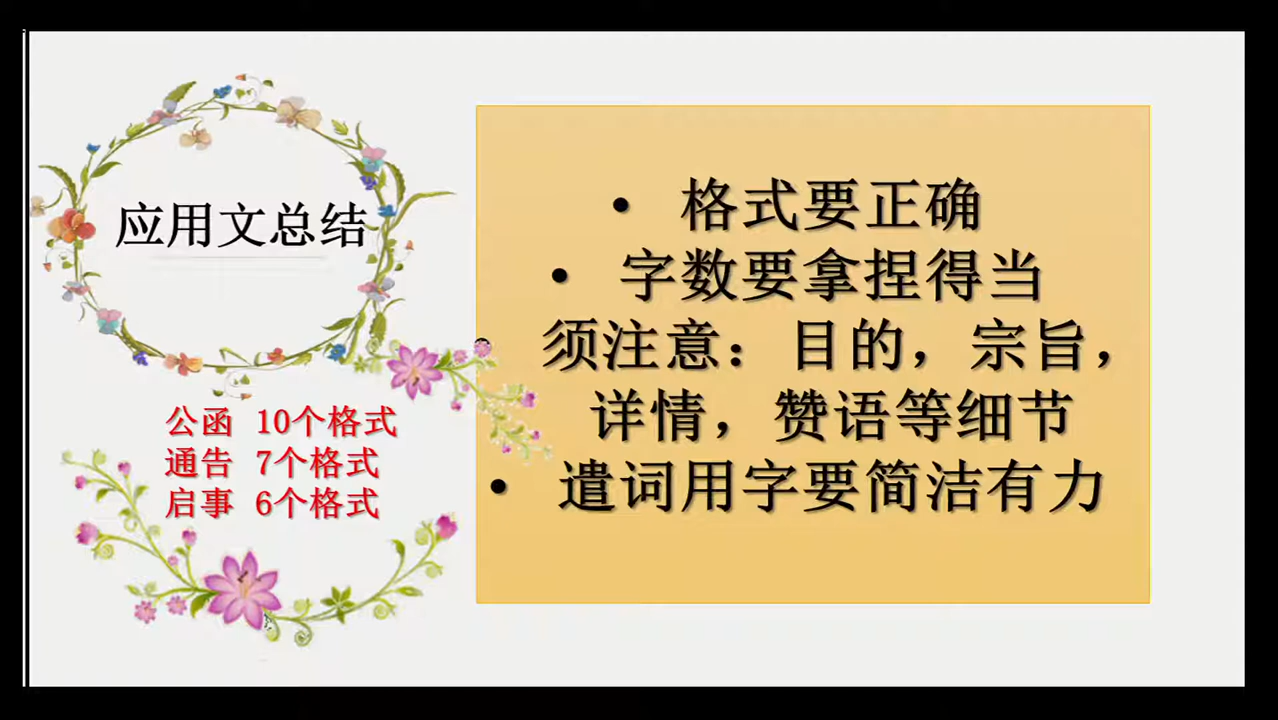 应用文总结
公函 10个格式
通告 7个格式
启事 6个格式
• 格式要正确
• 字数要拿捏得当
须注意：目的，宗旨，
详情，赞语等细节
• 遣词用字要简洁有力